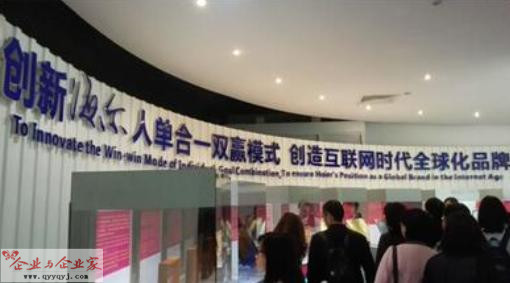 创新海尔人单合一双赢模式 创造互联网时代全球化品牌
To Innovate the Win-win Mode of Individual-Goal Combination, To ensure Haier's Position as a Global Brand in the Internet Age
企业与企业家
www.qyyqyj.com